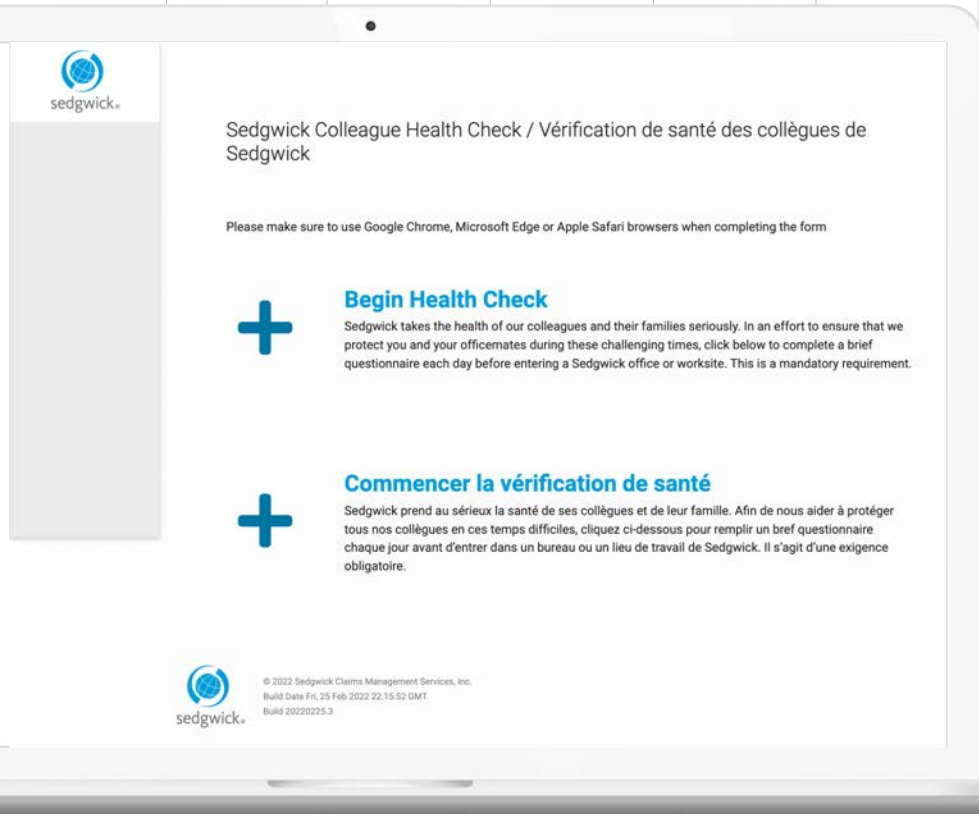 sedgwick®
Sedgwick Colleague Health Check / Vérification de santé des collègues de
Sedgwick
Please make sure to use Google Chrome, Microsoft Edge or Apple Safari browsers when completing the form
Begin Health Check
Sedgwick takes the health of our colleagues and their families seriously. In an effort to ensure that we
protect you and your officemates during these challenging times, click below to complete a brief
questionnaire each day before entering a Sedgwick office or worksite. This is a mandatory requirement.
Commencer la vérification de santé
Sedgwick prend au sérieux la santé de ses collègues et de leur famille. Afin de nous aider à protéger
tous nos collègues en ces temps difficiles, cliquez ci-dessous pour remplir un bref questionnaire
chaque jour avant d'entrer dans un bureau ou un lieu de travail de Sedgwick. Il s'agit d'une exigence
obligatoire.
sedgwick®
© 2022 Sedgwick Claims Management Services, Inc.
Build Date Fri, 25 Feb 2022 22:15:52 GMT
Build 20220225.3